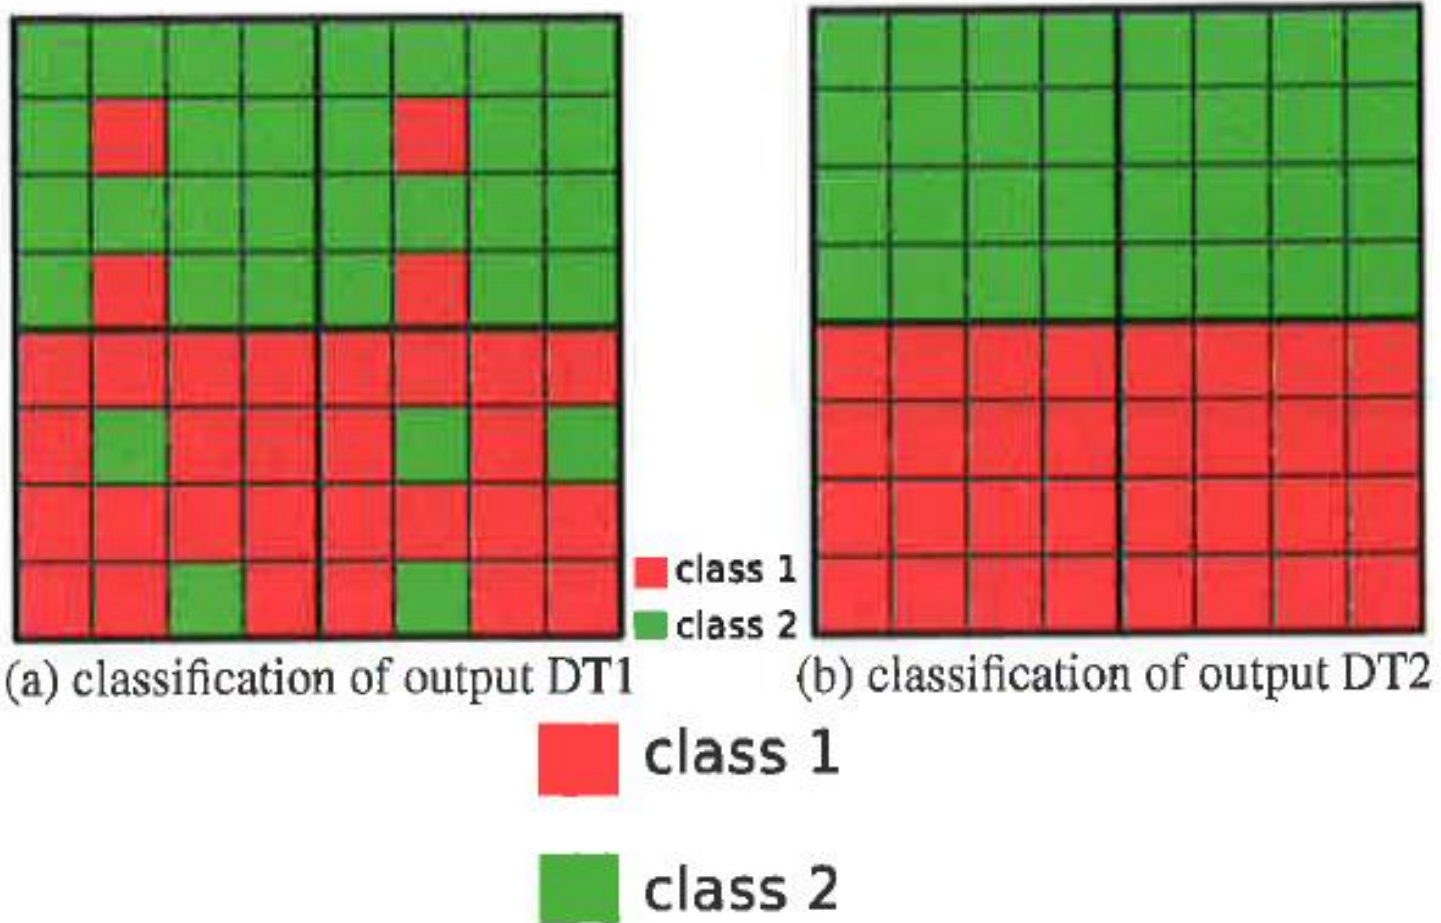 class 1
class 2
(a) classification of output DT1
(b) classification of output DT2
class 1
class 2